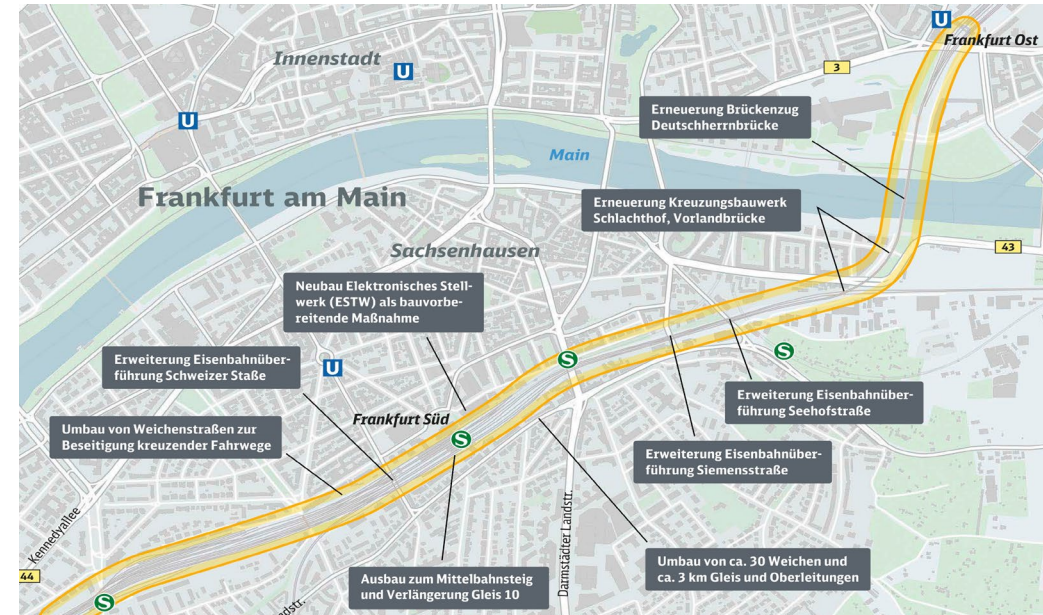 U
Frankfurt Ost
Innenstadt
U
3
Erneuerung Brückenzug
Deutschherrnbrücke
U
Main
Frankfurt am Main
Erneuerung Kreuzungsbauwerk
Schlachthof, Vorlandbrücke
Sachsenhausen
43
Neubau Elektronisches Stell-
werk (ESTW) als bauvorbe-
reitende Maßnahme
Erweiterung Eisenbahnüber-
führung Schweizer Staße
U
S
S
Erweiterung Eisenbahnüber-
führung Seehofstraße
Frankfurt Süd
S
Umbau von Weichenstraßen zur
Beseitigung kreuzender Fahrwege
Erweiterung Eisenbahnüber-
führung Siemensstraße
Kennedyallee
Darmstädter Landstr.
Umbau von ca. 30 Weichen und
ca. 3 km Gleis und Oberleitungen
44
Ausbau zum Mittelbahnsteig
und Verlängerung Gleis 10
S